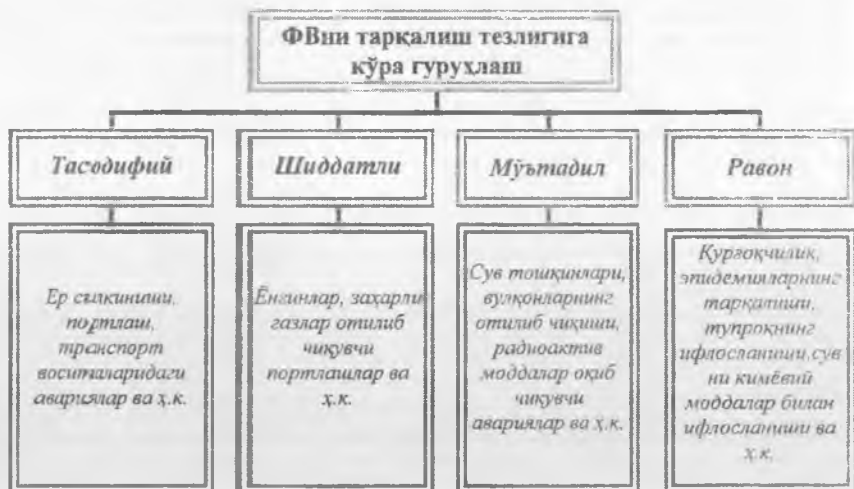 ФВни тарқалиш тезлигига
кўра гуруҳлаш
Тасодифий
Шиддатли
Мўътадил
Равон
Ер силкиниши,
портлаш,
транспорт
воситаларидаги
авариялар ва ҳ.к.
Ёнғинлар, заҳарли
газлар отилиб
чиқувчи
портлашлар ва
ҳ.к.
Сув тошқинлари,
вулқонларнинг
отилиб чиқиши,
радиоактив
моддалар оқиб
чиқувчи
авариялар ва ҳ.к.
Қурғоқчилик,
эпидемияларнинг
тарқалиши,
тупроқнинг
ифлосланиши,сув
ни кимёвий
моддалар билан
ифлосланиши ва
ҳ.к.